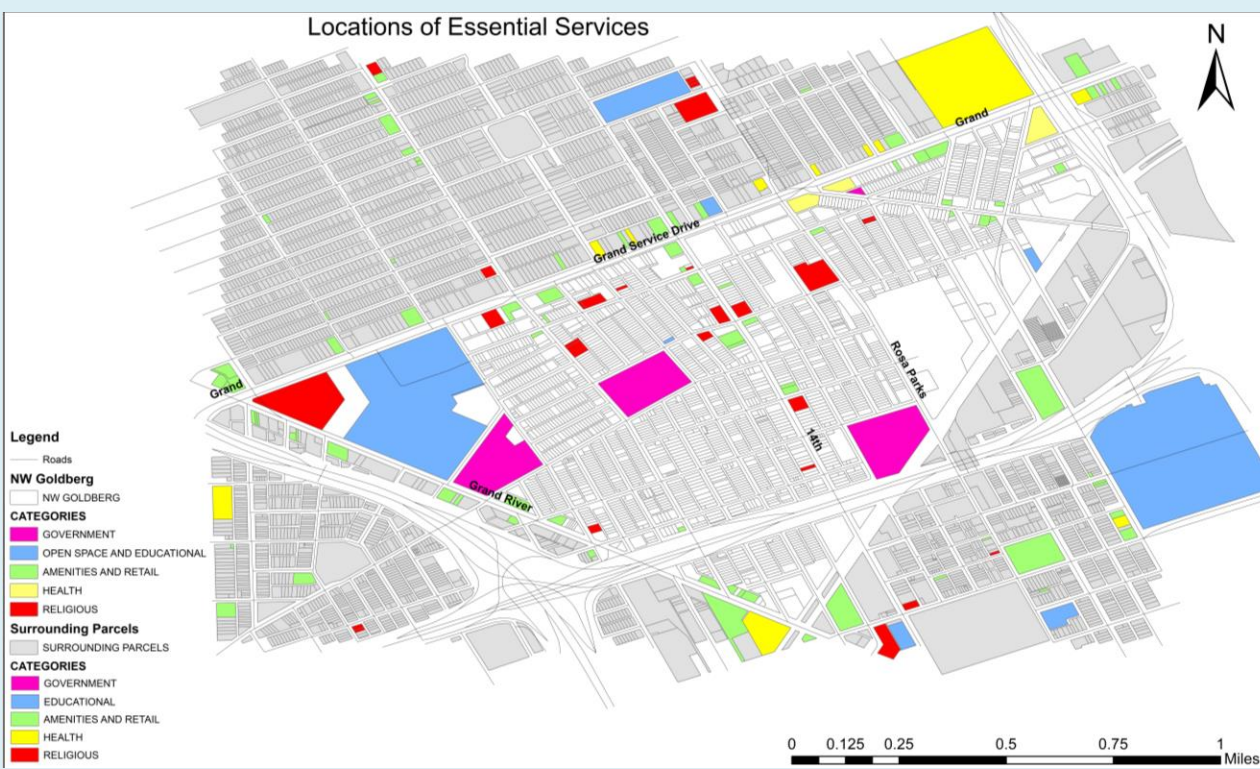 Locations of Essential Services
N
Grand
Grand Service Drive
Rosa Parks
Grand
14th
Grand River
Legend
Roads
NW Goldberg
NW GOLDBERG
CATEGORIES
GOVERNMENT
OPEN SPACE AND EDUCATIONAL
AMENITIES AND RETAIL
HEALTH
RELIGIOUS
Surrounding Parcels
SURROUNDING PARCELS
CATEGORIES
GOVERNMENT
EDUCATIONAL
AMENITIES AND RETAIL
HEALTH
RELIGIOUS
0 0.125 0.25 0.5 0.75 1
Miles